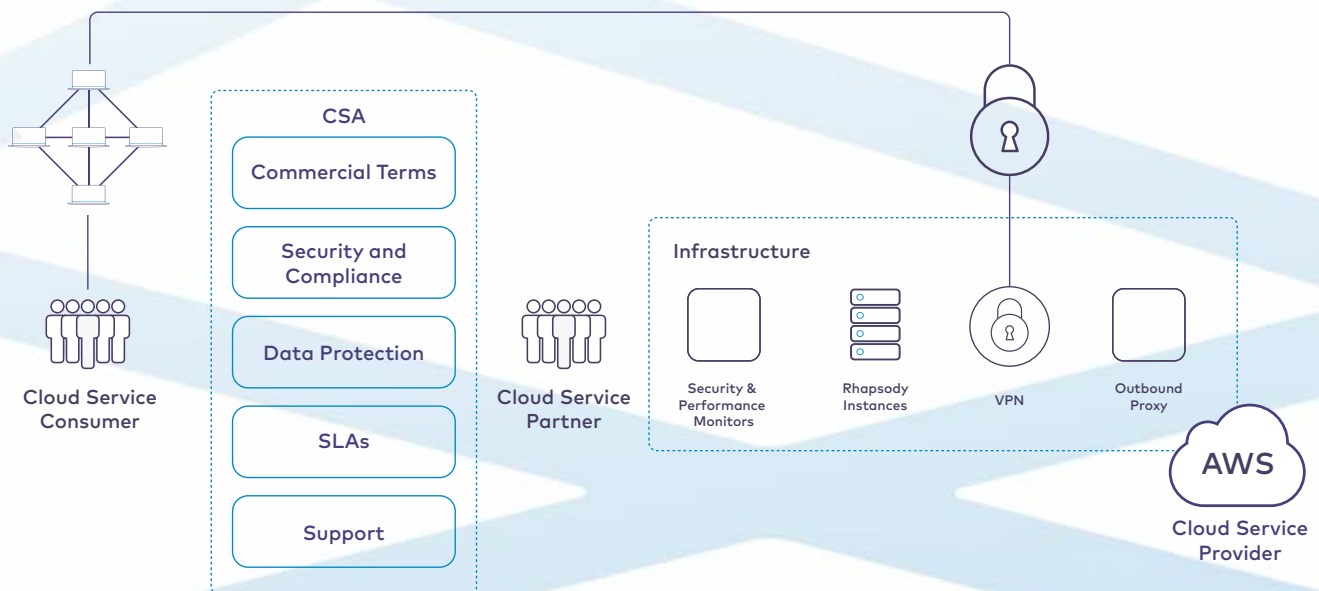 CSA
Commercial Terms
Security and
Compliance
Data Protection
SLAs
Support
Cloud Service
Consumer
Cloud Service
Partner
Infrastructure
Security &
Performance
Monitors
Rhapsody
Instances
VPN
Outbound
Proxy
AWS
Cloud Service
Provider